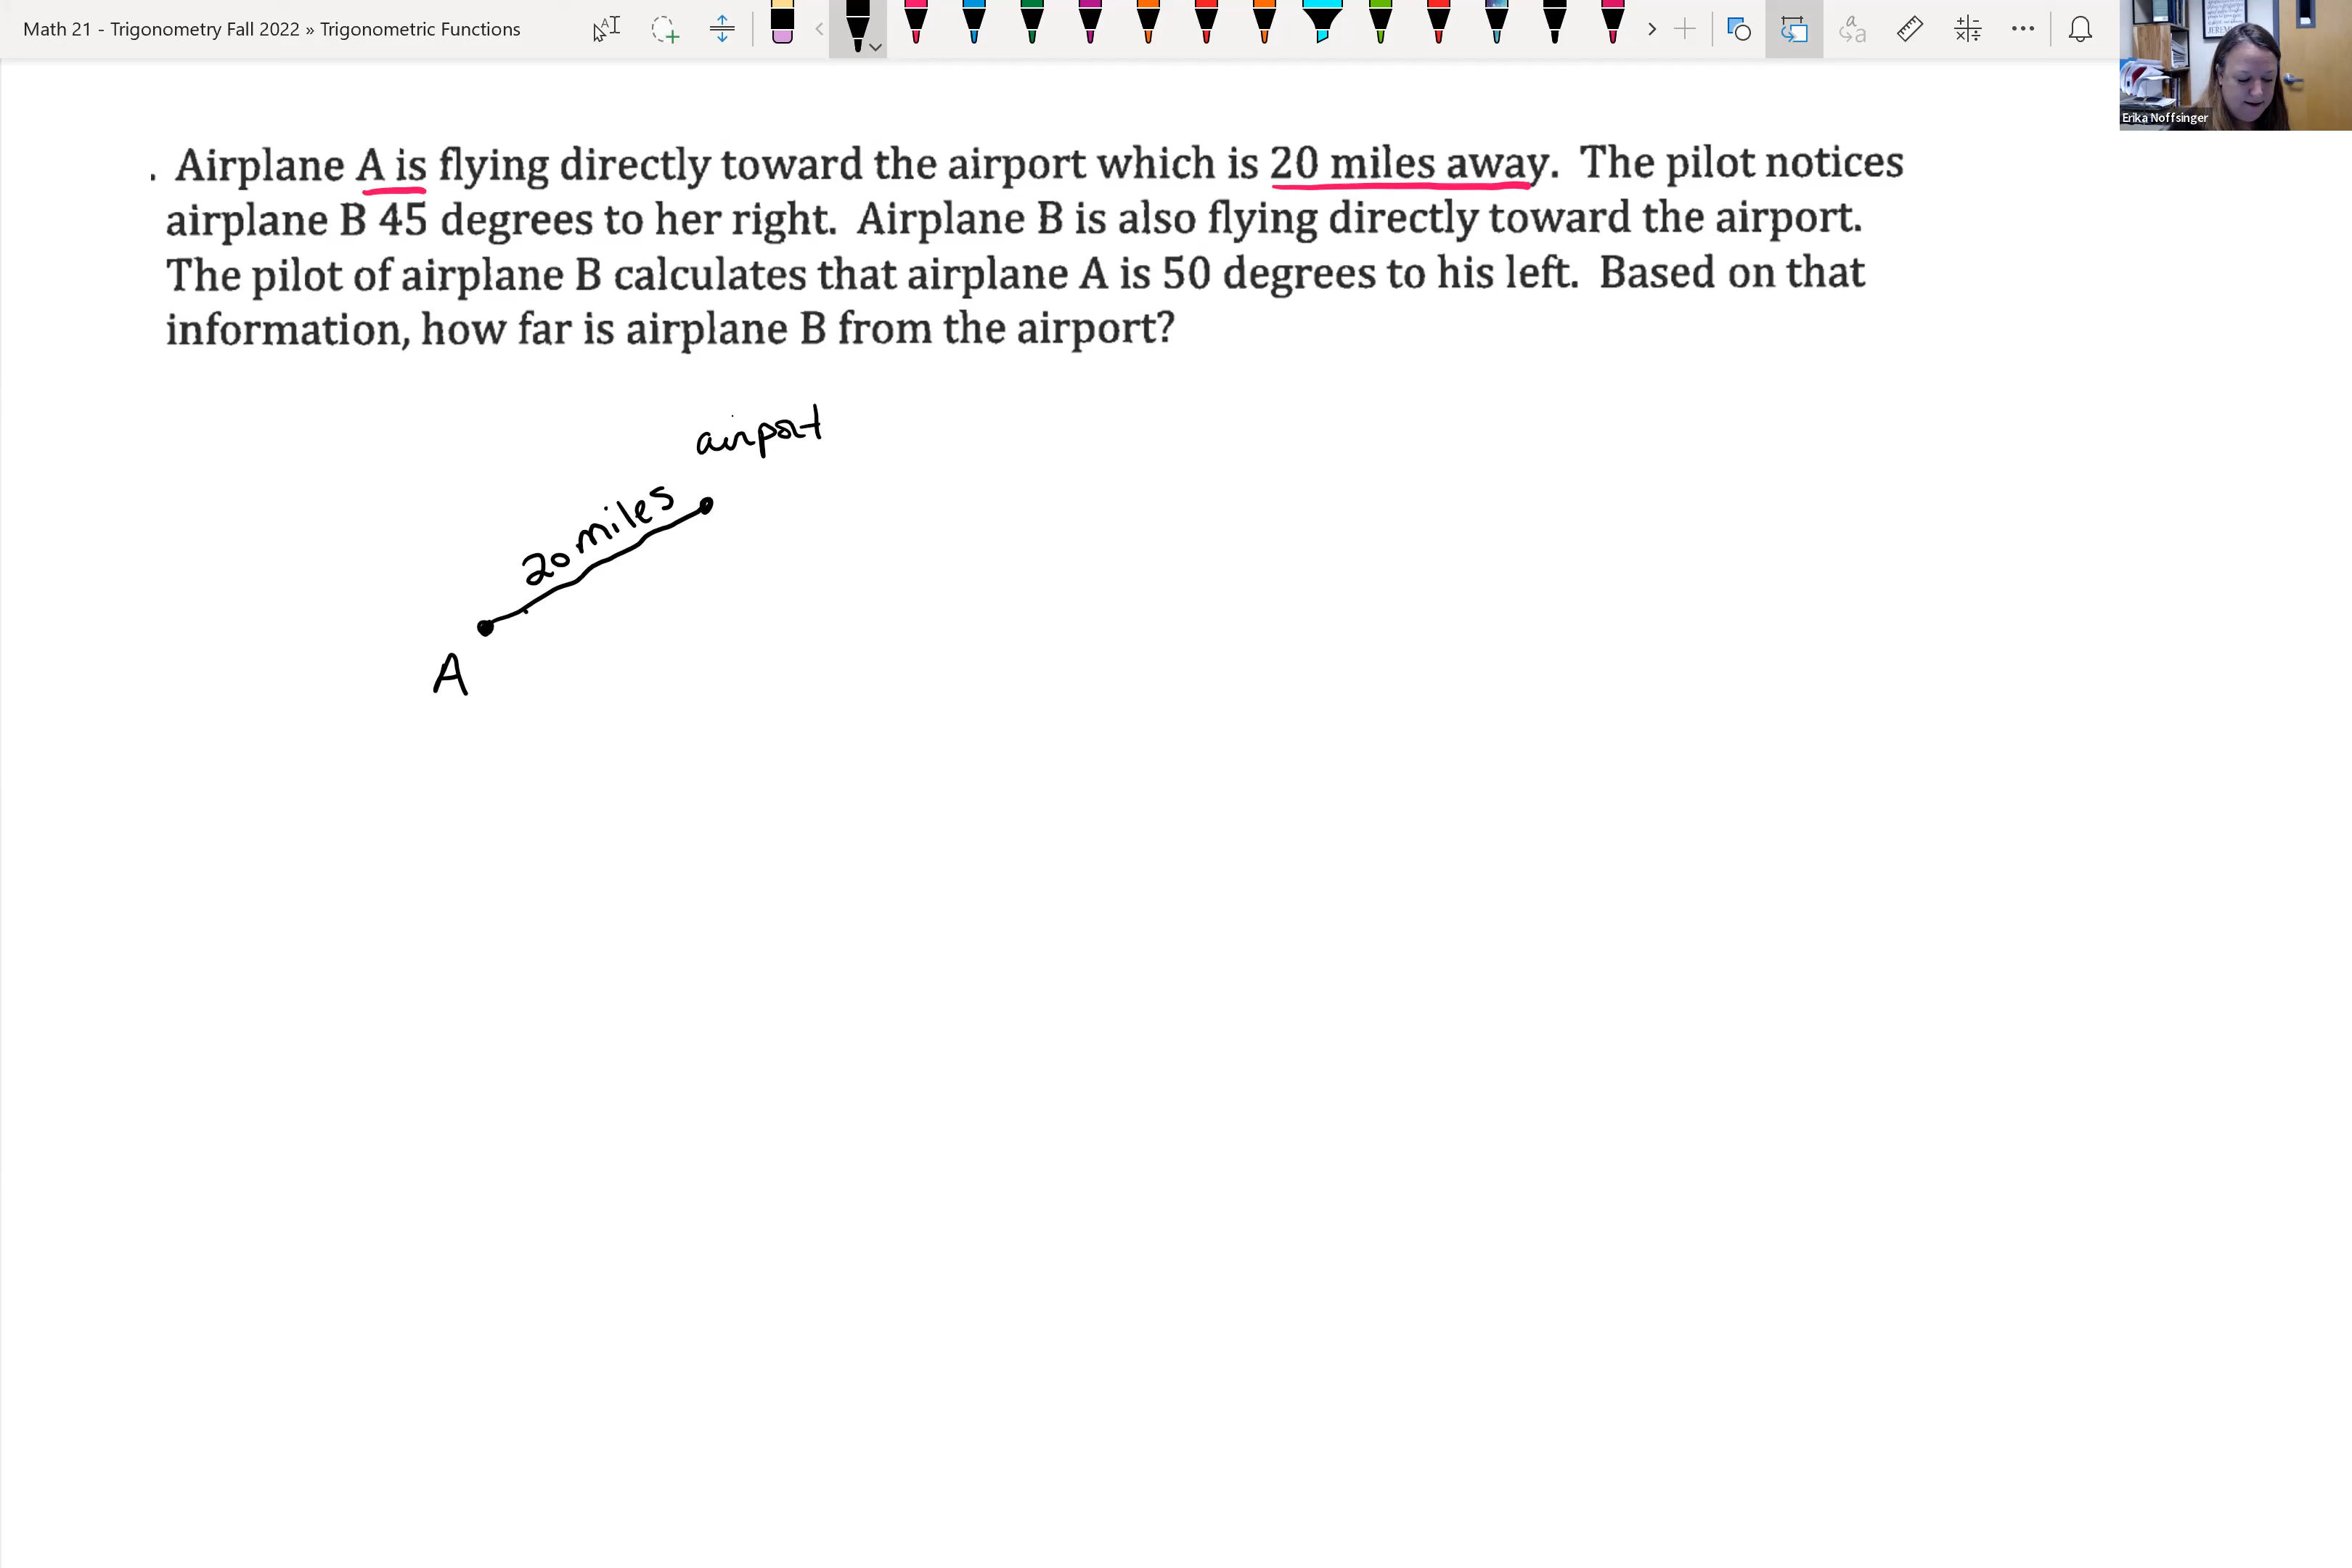 Math 21 - Trigonometry Fall 2022 » Trigonometric Functions
Erika Noffsinger
. Airplane A is flying directly toward the airport which is 20 miles away. The pilot notices
airplane B 45 degrees to her right. Airplane B is also flying directly toward the airport.
The pilot of airplane B calculates that airplane A is 50 degrees to his left. Based on that
information, how far is airplane B from the airport?
airport
20 miles
A